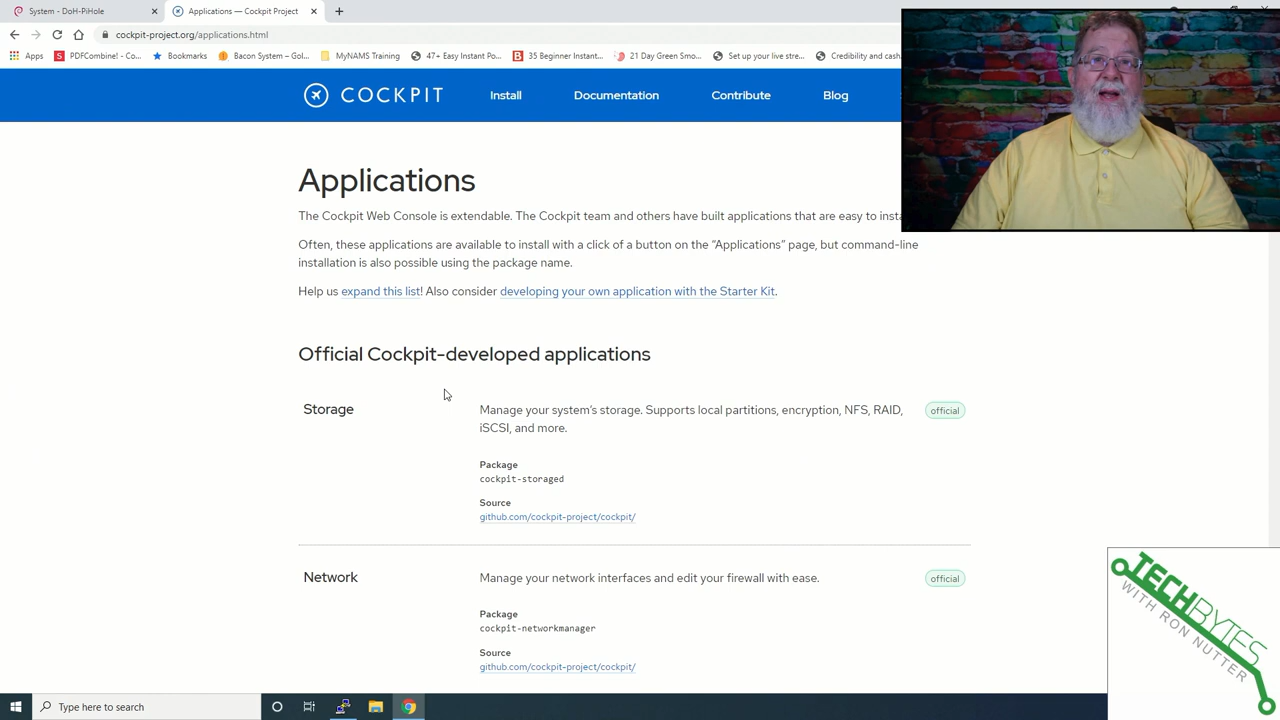 System - DoH-PiHole
Applications — Cockpit Project
cockpit-project.org/applications.html
Apps
PDFCombine! - Co...
Bookmarks
Bacon System – Gol...
MyNAMS Training
47+ Easy Instant Po...
35 Beginner Instant...
21 Day Green Smo...
Set up your live stre...
Credibility and cash
COCKPIT
Install
Documentation
Contribute
Blog
Applications
The Cockpit Web Console is extendable. The Cockpit team and others have built applications that are easy to
Often, these applications are available to install with a click of a button on the “Applications” page, but command-line
installation is also possible using the package name.
Help us expand this list! Also consider developing your own application with the Starter Kit.
Official Cockpit-developed applications
Storage
Manage your system’s storage. Supports local partitions, encryption, NFS, RAID,
iSCSI, and more.
official
Package
cockpit-storaged
Source
github.com/cockpit-project/cockpit/
Network
Manage your network interfaces and edit your firewall with ease.
official
Package
cockpit-networkmanager
Source
github.com/cockpit-project/cockpit/
Type here to search
TECHBYTES
WITH RON NUTTER